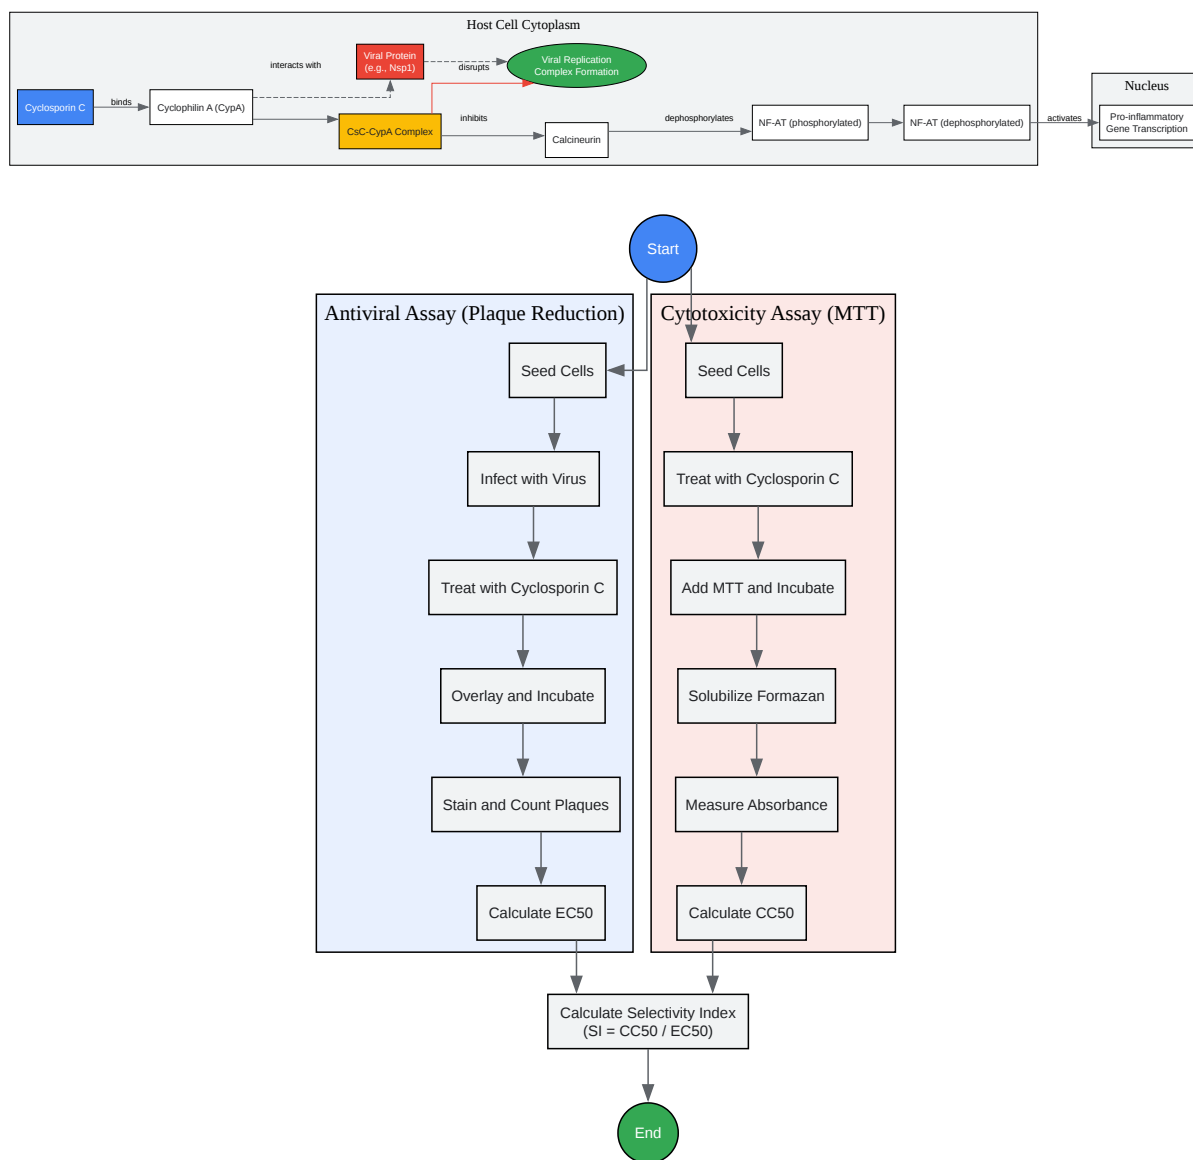 Host Cell Cytoplasm
Viral Protein
(e.g., Nsp1)
interacts with
disrupts
Viral Replication
Complex Formation
Nucleus
Cyclosporin C
binds
Cyclophilin A (CypA)
CsC-CypA Complex
inhibits
Calcineurin
dephosphorylates
NF-AT (phosphorylated)
NF-AT (dephosphorylated)
activates
Pro-inflammatory
Gene Transcription
Start
Antiviral Assay (Plaque Reduction)
Cytotoxicity Assay (MTT)
Seed Cells
Seed Cells
Infect with Virus
Treat with Cyclosporin C
Treat with Cyclosporin C
Add MTT and Incubate
Overlay and Incubate
Solubilize Formazan
Stain and Count Plaques
Measure Absorbance
Calculate EC50
Calculate CC50
Calculate Selectivity Index
(SI = CC50 / EC50)
End